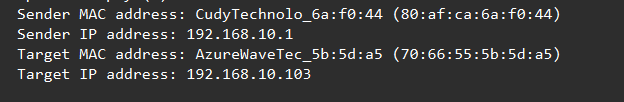 Sender MAC address: CudyTechnolo_6a:f0:44 (80:af:ca:6a:f0:44)
Sender IP address: 192.168.10.1
Target MAC address: AzureWaveTec_5b:5d:a5 (70:66:55:5b:5d:a5)
Target IP address: 192.168.10.103